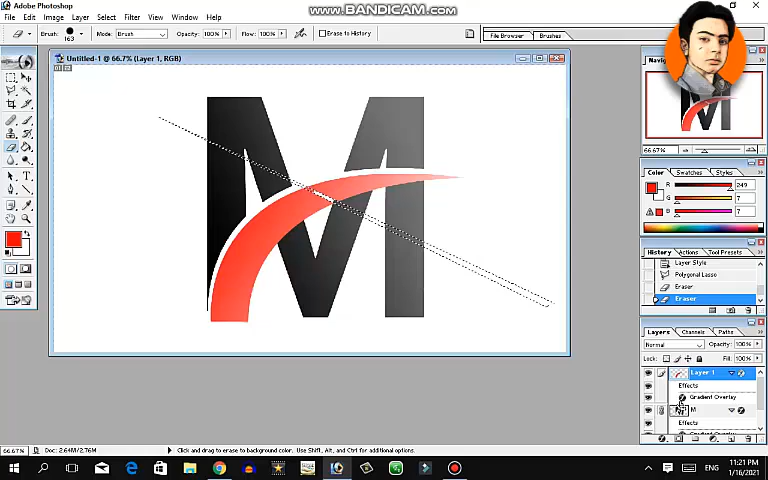 Adobe Photoshop
www.BANDICAM.com
File Edit Image Layer Select Filter View Window Help
Brush: 163 Mode: Brush Opacity: 100% Flow: 100% Erase to History
File Browser Brushes
Untitled-1 @ 66.7% (Layer 1, RGB)
M
66.67%
Color Swatches Styles
R 249
G 7
B 7
History Actions Tool Presets
Layer Style
Polygonal Lasso
Eraser
Eraser
Layers Channels Paths
Normal Opacity: 100%
Lock: Fill: 100%
Layer 1
Effects
Gradient Overlay
M
Effects
Gradient Overlay
66.67% Doc: 2.64M/2.76M Click and drag to erase to background color. Use Shift, Alt, and Ctrl for additional options.
ENG
11:21 PM
1/16/2021